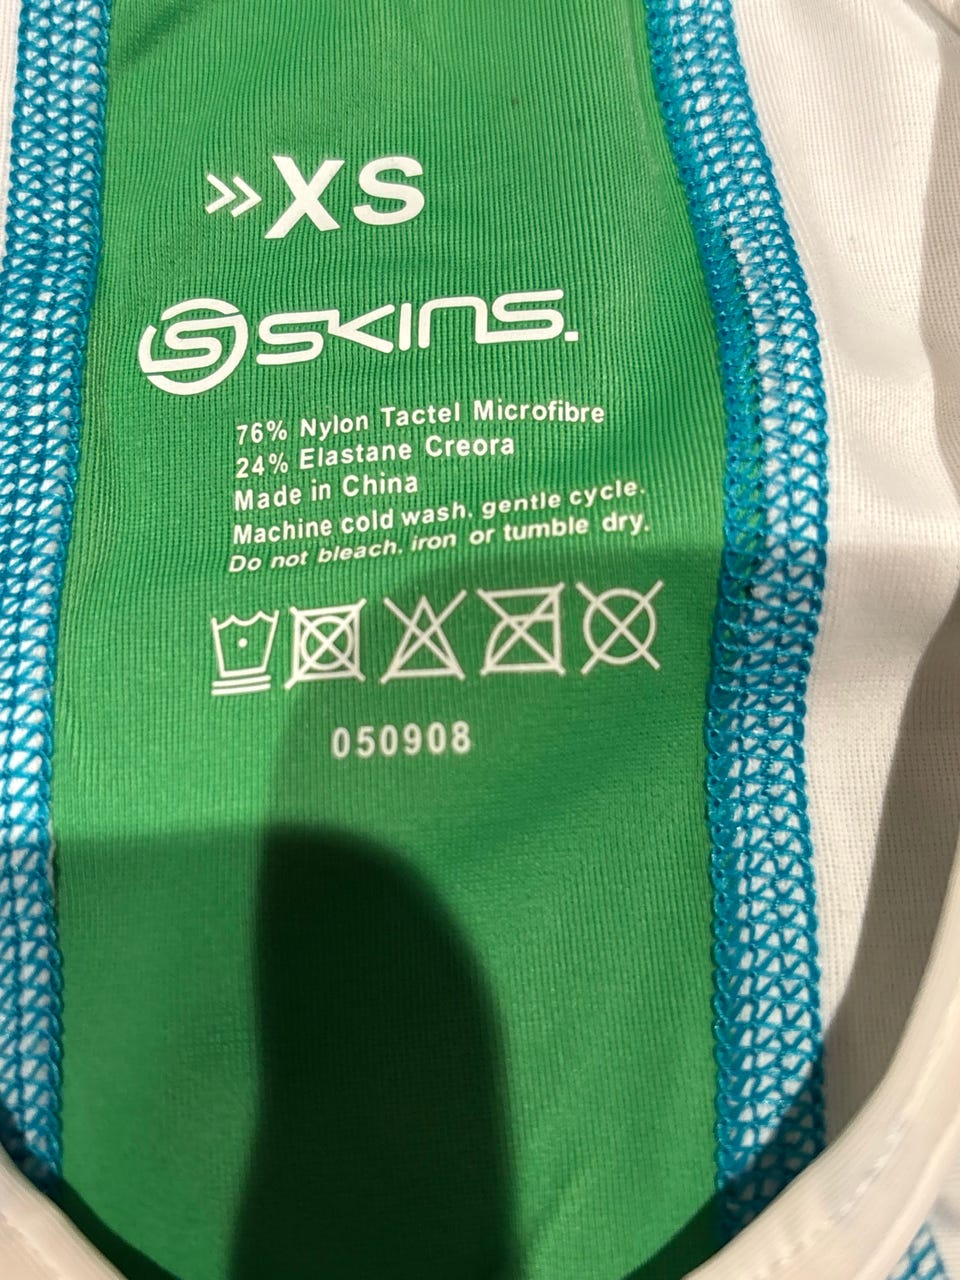 »XS
SKINS.
76% Nylon Tactel Microfibre
24% Elastane Creora
Made in China
Machine cold wash. gentle cycle.
Do not bleach. iron or tumble dry.
050908